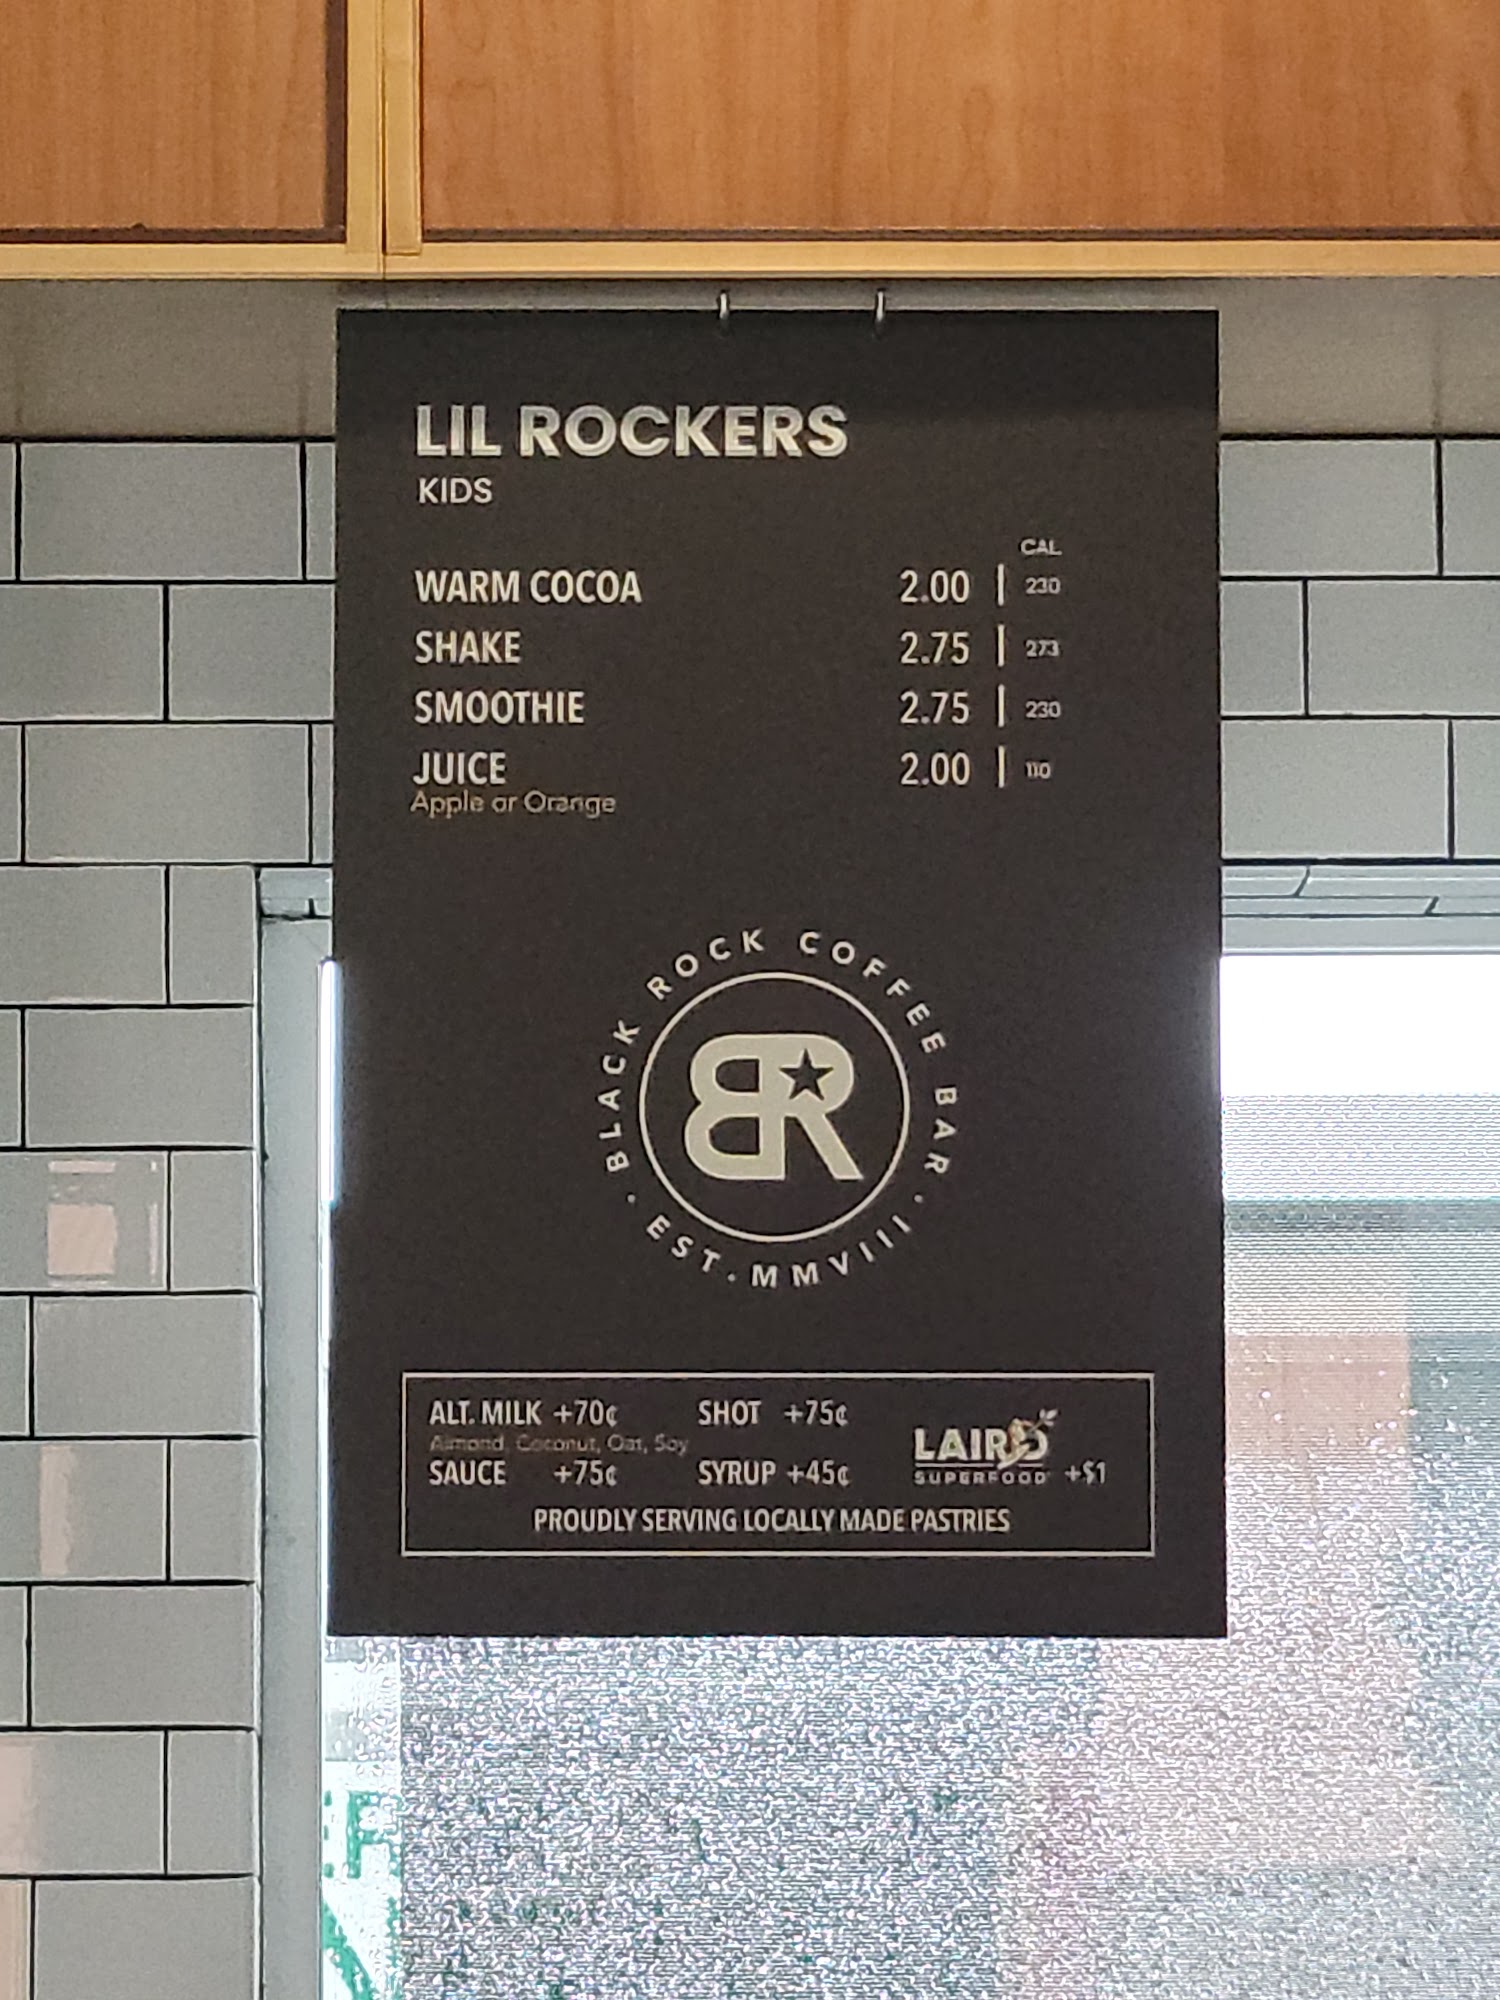 LIL ROCKERS
KIDS
CAL
WARM COCOA 2.00 | 230
SHAKE 2.75 | 273
SMOOTHIE 2.75 | 230
JUICE 2.00 | 110
Apple or Orange
BLACK ROCK COFFEE BAR
BR
· EST. MMVIII ·
ALT. MILK +70¢ SHOT +75¢
Almond, Coconut, Oat, Soy
SAUCE +75¢ SYRUP +45¢
LAIRD
SUPERFOOD +$1
PROUDLY SERVING LOCALLY MADE PASTRIES